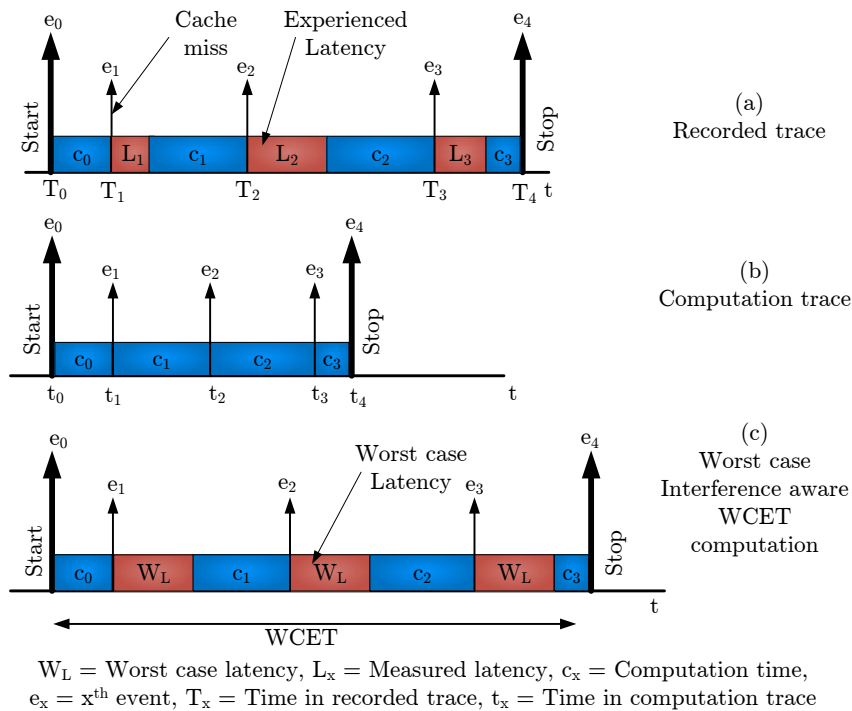 e₀
Cache
miss
Experienced
Latency
e₄
e₁
e₂
e₃
Start
Stop
c₀
L₁
c₁
L₂
c₂
L₃
c₃
T₀
T₁
T₂
T₃
T₄
t
(a)
Recorded trace
e₀
e₄
e₁
e₂
e₃
Start
Stop
c₀
c₁
c₂
c₃
t₀
t₁
t₂
t₃
t₄
t
(b)
Computation trace
e₀
Worst case
Latency
e₄
e₁
e₂
e₃
Start
Stop
c₀
W_L
c₁
W_L
c₂
W_L
c₃
t
WCET
(c)
Worst case
Interference aware
WCET
computation
W_L = Worst case latency, Lₓ = Measured latency, cₓ = Computation time,
eₓ = xᵗʰ event, Tₓ = Time in recorded trace, tₓ = Time in computation trace